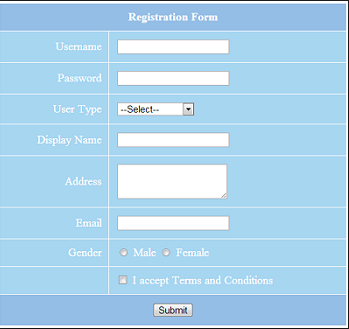 Registration Form
Username
Password
User Type --Select--
Display Name
Address
Email
Gender Male Female
I accept Terms and Conditions
Submit